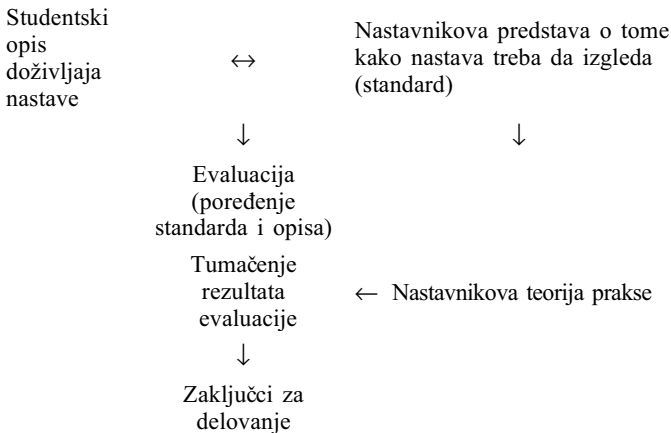 Studentski
opis
doživljaja
nastave
↔
Nastavnikova predstava o tome
kako nastava treba da izgleda
(standard)
↓ ↓
Evaluacija
(poređenje
standarda i opisa)
Tumačenje
rezultata
evaluacije
← Nastavnikova teorija prakse
↓
Zaključci za
delovanje